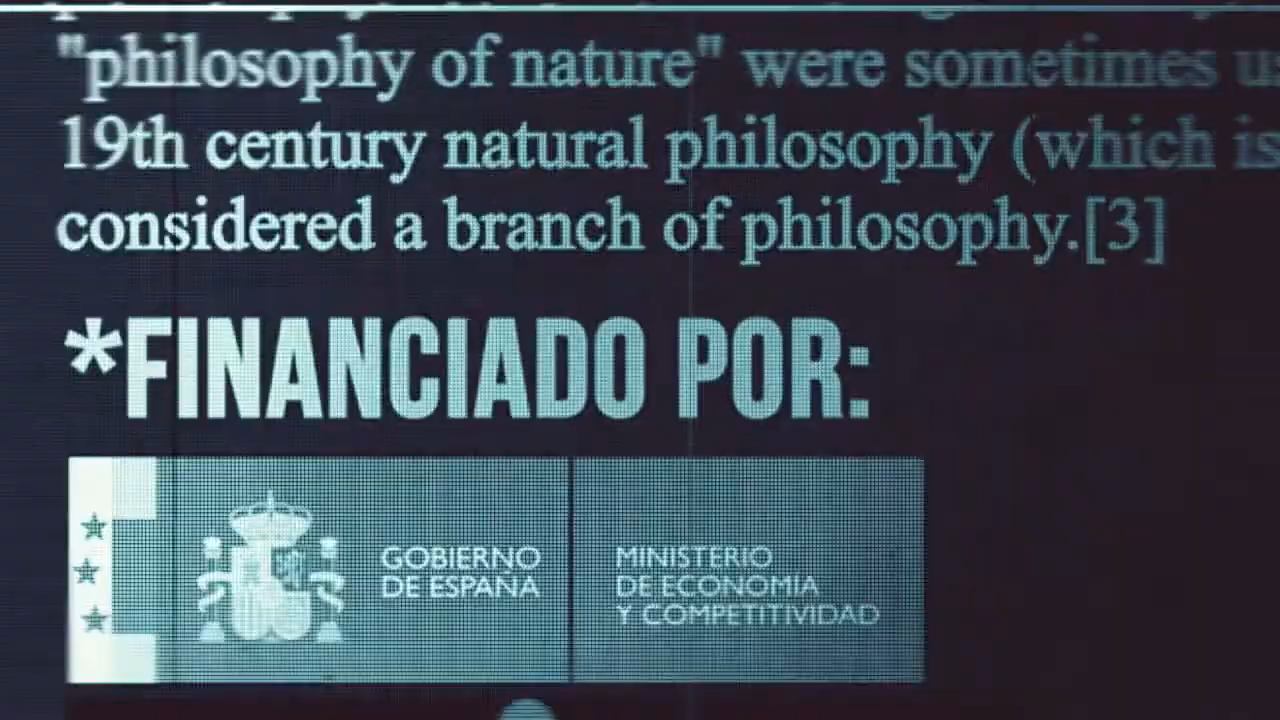 "philosophy of nature" were sometimes
19th century natural philosophy (which is
considered a branch of philosophy.[3]
*FINANCIADO POR:
GOBIERNO
DE ESPAÑA
MINISTERIO
DE ECONOMÍA
Y COMPETITIVIDAD